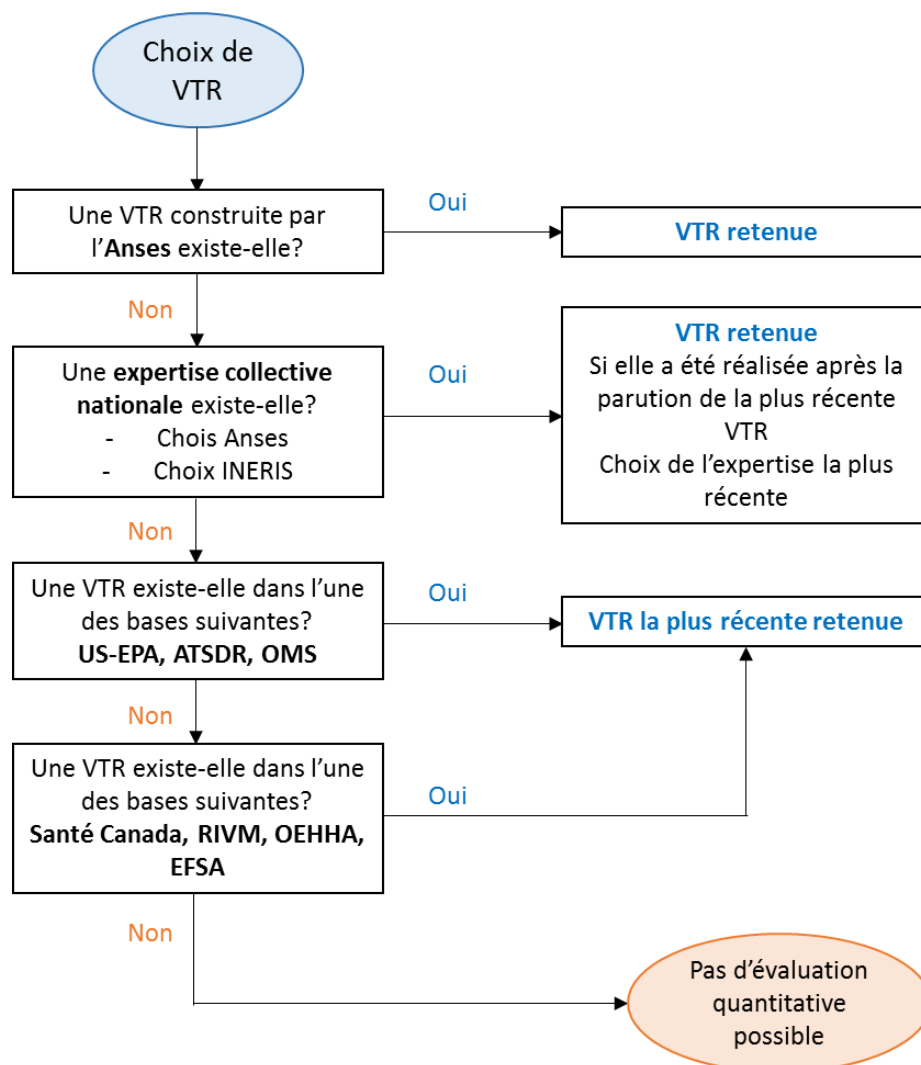 Choix de
VTR
Une VTR construite par
l'Anses existe-elle?
Oui
VTR retenue
Non
Une expertise collective
nationale existe-elle?
- Chois Anses
- Choix INERIS
Oui
VTR retenue
Si elle a été réalisée après la
parution de la plus récente
VTR
Choix de l'expertise la plus
récente
Non
Une VTR existe-elle dans l'une
des bases suivantes?
US-EPA, ATSDR, OMS
Oui
VTR la plus récente retenue
Non
Une VTR existe-elle dans l'une
des bases suivantes?
Santé Canada, RIVM, OEHHA,
EFSA
Oui
Non
Pas d'évaluation
quantitative
possible